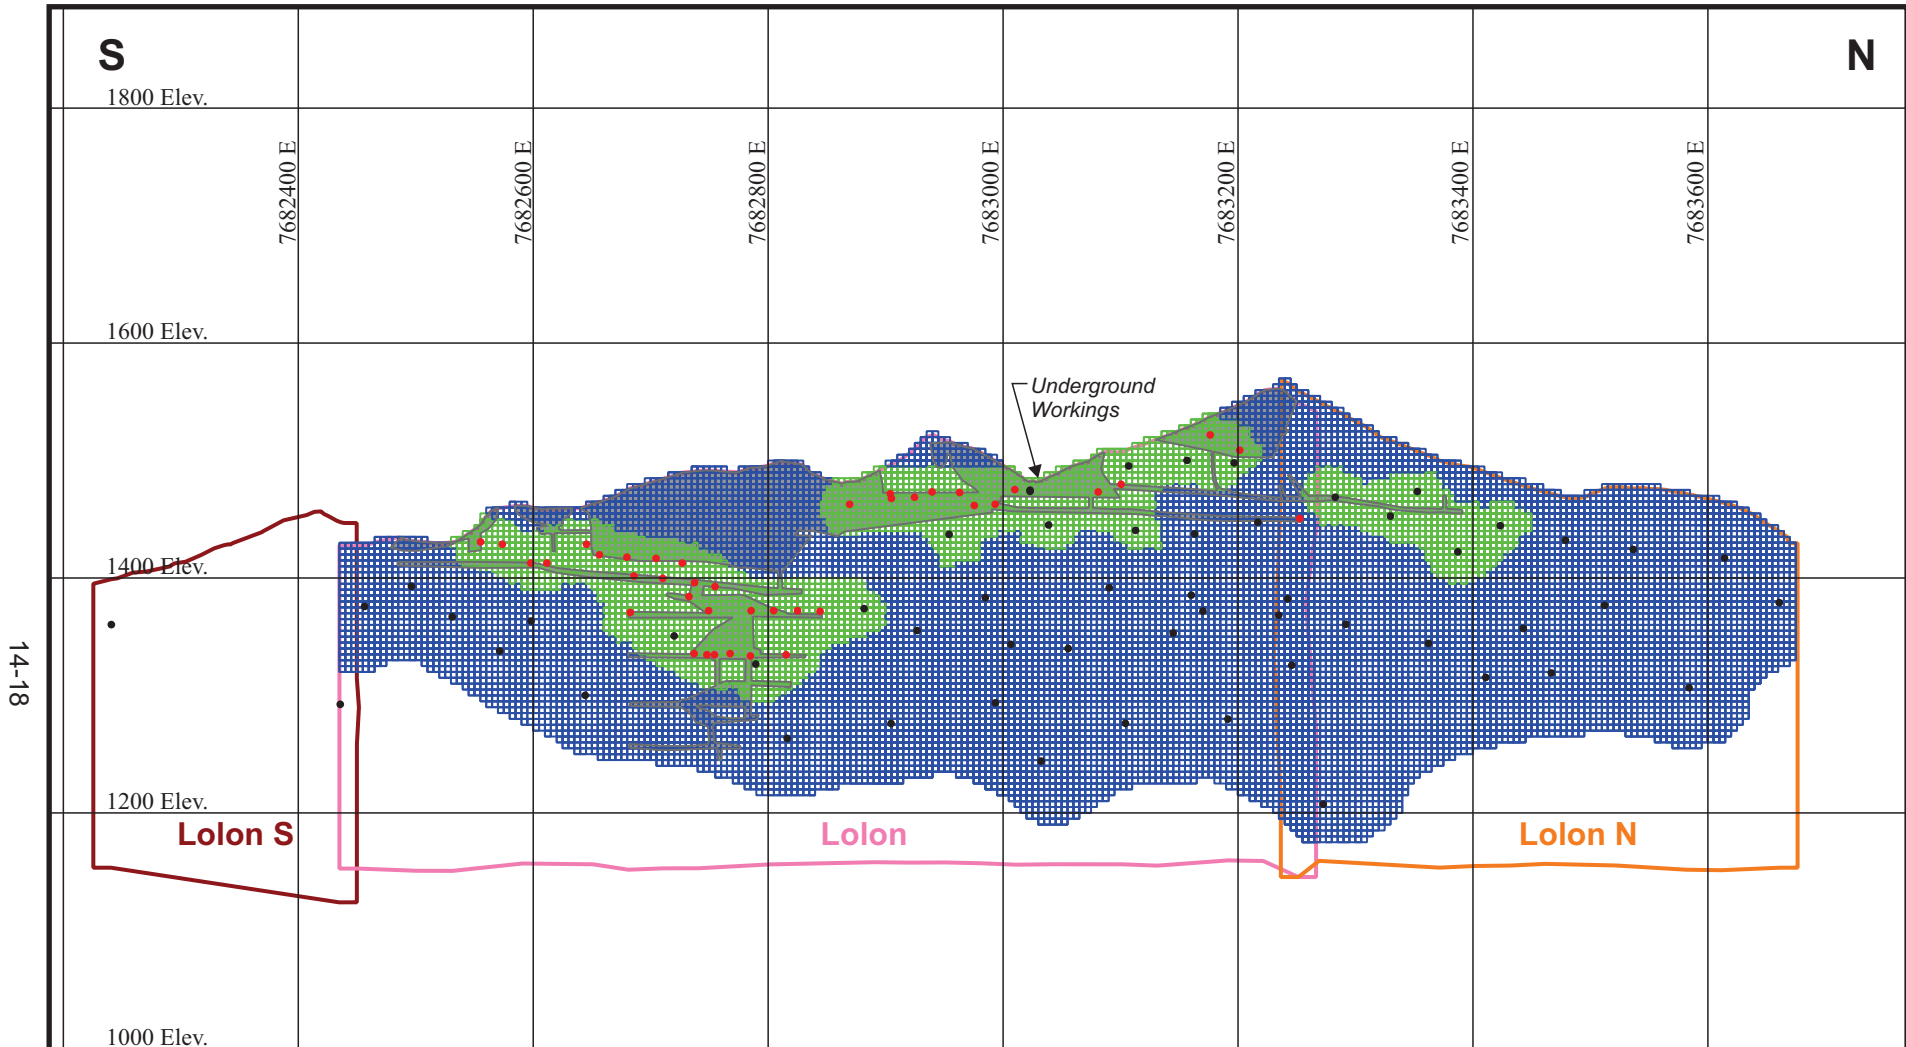 S
N
1800 Elev.
7682400 E
7682600 E
7682800 E
7683000 E
7683200 E
7683400 E
7683600 E
1600 Elev.
Underground
Workings
1400 Elev.
1200 Elev.
Lolon S
Lolon
Lolon N
1000 Elev.
14-18